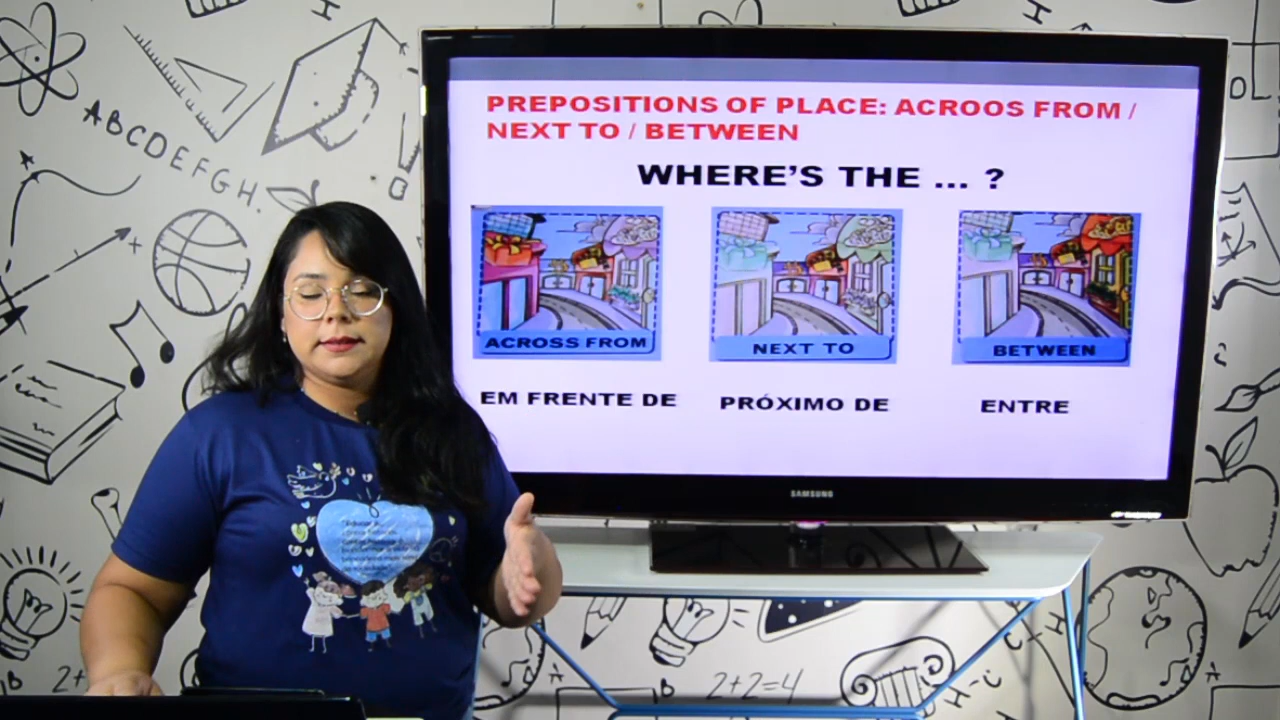 PREPOSITIONS OF PLACE: ACROOS FROM /
NEXT TO / BETWEEN
WHERE'S THE ... ?
ACROSS FROM
NEXT TO
BETWEEN
EM FRENTE DE
PRÓXIMO DE
ENTRE
SAMSUNG
ABCDEFGH.
2+2=4